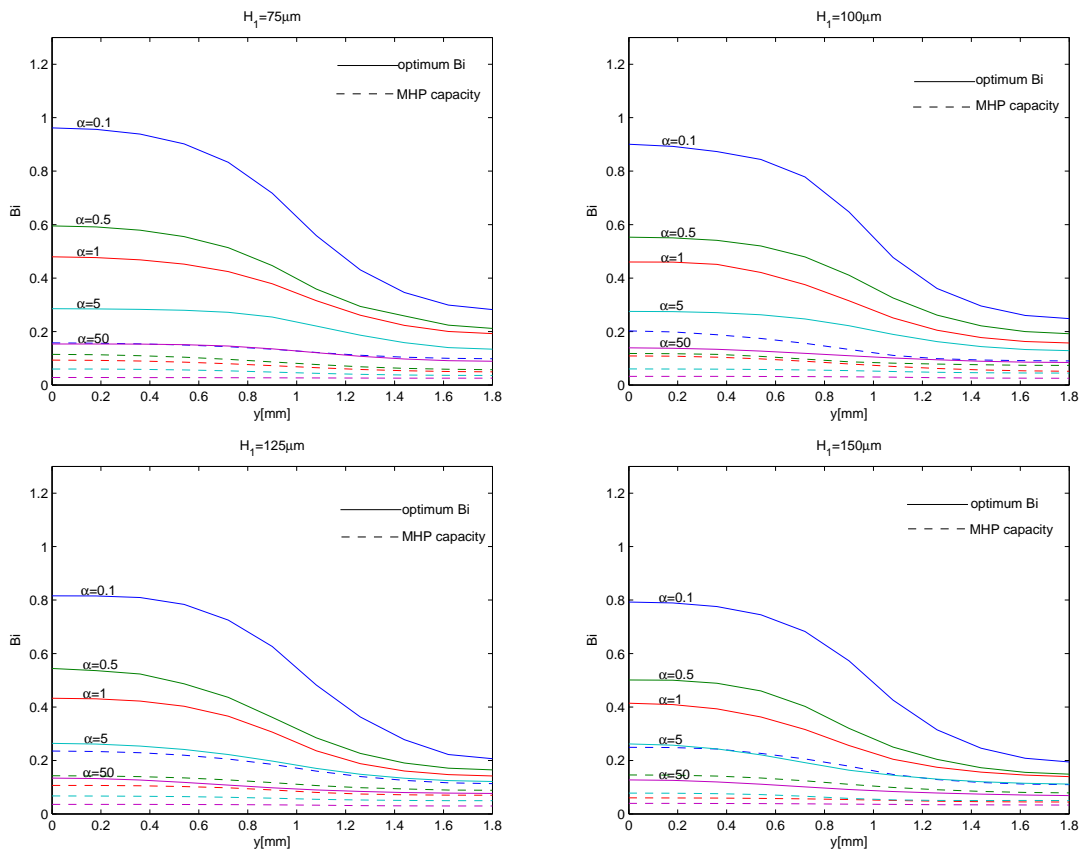 H_1=75μm
optimum Bi
MHP capacity
α=0.1
α=0.5
α=1
α=5
α=50
Bi
1.2
1
0.8
0.6
0.4
0.2
0
0 0.2 0.4 0.6 0.8 1 1.2 1.4 1.6 1.8
y[mm]
H_1=100μm
optimum Bi
MHP capacity
α=0.1
α=0.5
α=1
α=5
α=50
Bi
1.2
1
0.8
0.6
0.4
0.2
0
0 0.2 0.4 0.6 0.8 1 1.2 1.4 1.6 1.8
y[mm]
H_1=125μm
optimum Bi
MHP capacity
α=0.1
α=0.5
α=1
α=5
α=50
Bi
1.2
1
0.8
0.6
0.4
0.2
0
0 0.2 0.4 0.6 0.8 1 1.2 1.4 1.6 1.8
y[mm]
H_1=150μm
optimum Bi
MHP capacity
α=0.1
α=0.5
α=1
α=5
α=50
Bi
1.2
1
0.8
0.6
0.4
0.2
0
0 0.2 0.4 0.6 0.8 1 1.2 1.4 1.6 1.8
y[mm]